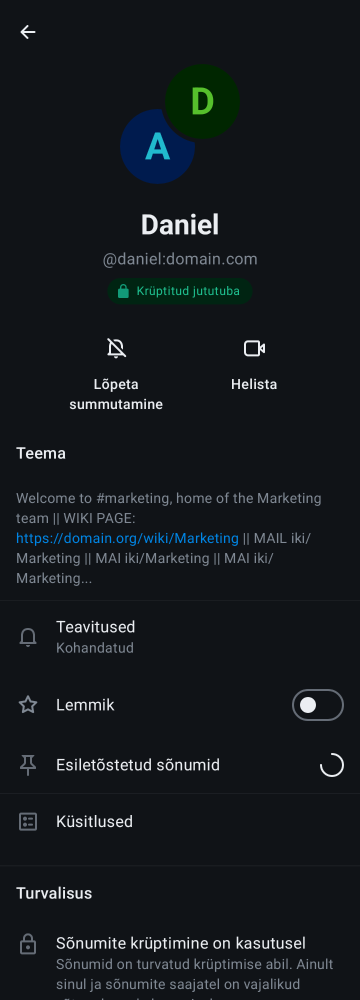 D
A
Daniel
@daniel:domain.com
Krüptitud jututuba
Lõpeta
summutamine
Helista
Teema
Welcome to #marketing, home of the Marketing
team || WIKI PAGE:
https://domain.org/wiki/Marketing || MAIL iki/
Marketing || MAI iki/Marketing || MAI iki/
Marketing...
Teavitused
Kohandatud
Lemmik
Esiletõstetud sõnumid
Küsitlused
Turvalisus
Sõnumite krüptimine on kasutusel
Sõnumid on turvatud krüptimise abil. Ainult
sinul ja sõnumite saajatel on vajalikud